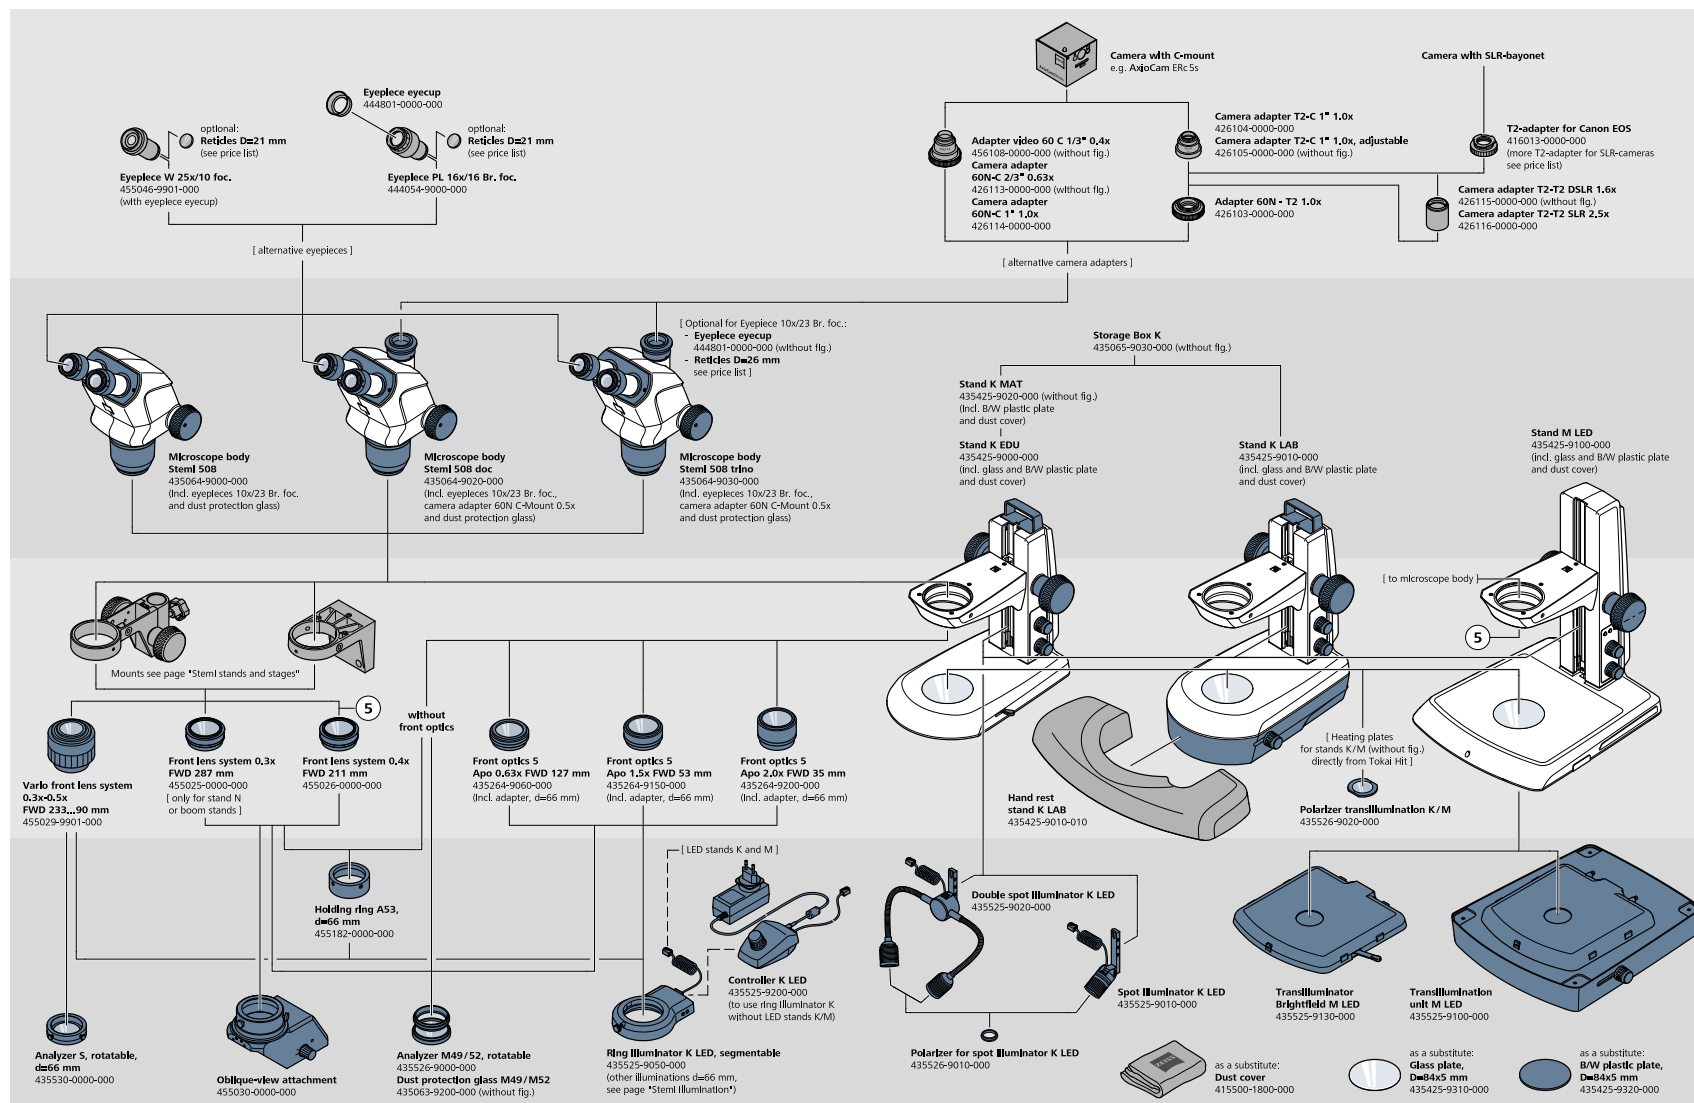 Camera with C-mount
e.g. AxioCam ERc 5s
Camera with SLR-bayonet
Eyepiece eyecup
444801-0000-000
optional:
Reticles D=21 mm
(see price list)
optional:
Reticles D=21 mm
(see price list)
Eyepiece W 25x/10 foc.
455046-9901-000
(with eyepiece eyecup)
Eyepiece PL 16x/16 Br. foc.
444054-9000-000
[ alternative eyepieces ]
Adapter video 60 C 1/3" 0.4x
456108-0000-000 (without fig.)
Camera adapter
60N-C 2/3" 0.63x
426113-0000-000 (without fig.)
Camera adapter
60N-C 1" 1.0x
426114-0000-000
Camera adapter T2-C 1" 1.0x
426104-0000-000
Camera adapter T2-C 1" 1.0x, adjustable
426105-0000-000 (without fig.)
Adapter 60N - T2 1.0x
426103-0000-000
T2-adapter for Canon EOS
416013-0000-000
(more T2-adapter for SLR-cameras
see price list)
Camera adapter T2-T2 DSLR 1.6x
426115-0000-000 (without fig.)
Camera adapter T2-T2 SLR 2.5x
426116-0000-000
[ alternative camera adapters ]
[ Optional for Eyepiece 10x/23 Br. foc.:
- Eyepiece eyecup
444801-0000-000 (without fig.)
- Reticles D=26 mm
see price list ]
Microscope body
Stemi 508
435064-9000-000
(incl. eyepieces 10x/23 Br. foc.
and dust protection glass)
Microscope body
Stemi 508 doc
435064-9020-000
(incl. eyepieces 10x/23 Br. foc.,
camera adapter 60N C-Mount 0.5x
and dust protection glass)
Microscope body
Stemi 508 trino
435064-9030-000
(incl. eyepieces 10x/23 Br. foc.,
camera adapter 60N C-Mount 0.5x
and dust protection glass)
Storage Box K
435065-9030-000 (without fig.)
Stand K MAT
435425-9020-000 (without fig.)
(incl. B/W plastic plate
and dust cover)
Stand K EDU
435425-9000-000
(incl. glass and B/W plastic plate
and dust cover)
Stand K LAB
435425-9010-000
(incl. glass and B/W plastic plate
and dust cover)
Stand M LED
435425-9100-000
(incl. glass and B/W plastic plate
and dust cover)
[ to microscope body ]
5
Mounts see page "Stemi stands and stages"
5
without
front optics
Vario front lens system
0.3x-0.5x
FWD 233...90 mm
455029-9901-000
Front lens system 0.3x
FWD 287 mm
455025-0000-000
[ only for stand N
or boom stands ]
Front lens system 0.4x
FWD 211 mm
455026-0000-000
Front optics 5
Apo 0.63x FWD 127 mm
435264-9060-000
(incl. adapter, d=66 mm)
Front optics 5
Apo 1.5x FWD 53 mm
435264-9150-000
(incl. adapter, d=66 mm)
Front optics 5
Apo 2.0x FWD 35 mm
435264-9200-000
(incl. adapter, d=66 mm)
Hand rest
stand K LAB
435425-9010-010
[ Heating plates
for stands K/M (without fig.)
directly from Tokai Hit ]
Polarizer transillumination K/M
435526-9020-000
Holding ring A53,
d=66 mm
455182-0000-000
[ LED stands K and M ]
Controller K LED
435525-9200-000
(to use ring illuminator K
without LED stands K/M)
Double spot illuminator K LED
435525-9020-000
Spot illuminator K LED
435525-9010-000
Transilluminator
Brightfield M LED
435525-9130-000
Transillumination
unit M LED
435525-9100-000
Analyzer S, rotatable,
d=66 mm
435530-0000-000
Oblique-view attachment
455030-0000-000
Analyzer M49/52, rotatable
435526-9000-000
Dust protection glass M49/M52
435063-9200-000 (without fig.)
Ring illuminator K LED, segmentable
435525-9050-000
(other illuminations d=66 mm,
see page "Stemi illumination")
Polarizer for spot illuminator K LED
435526-9010-000
as a substitute:
Dust cover
415500-1800-000
as a substitute:
Glass plate,
D=84x5 mm
435425-9310-000
as a substitute:
B/W plastic plate,
D=84x5 mm
435425-9320-000